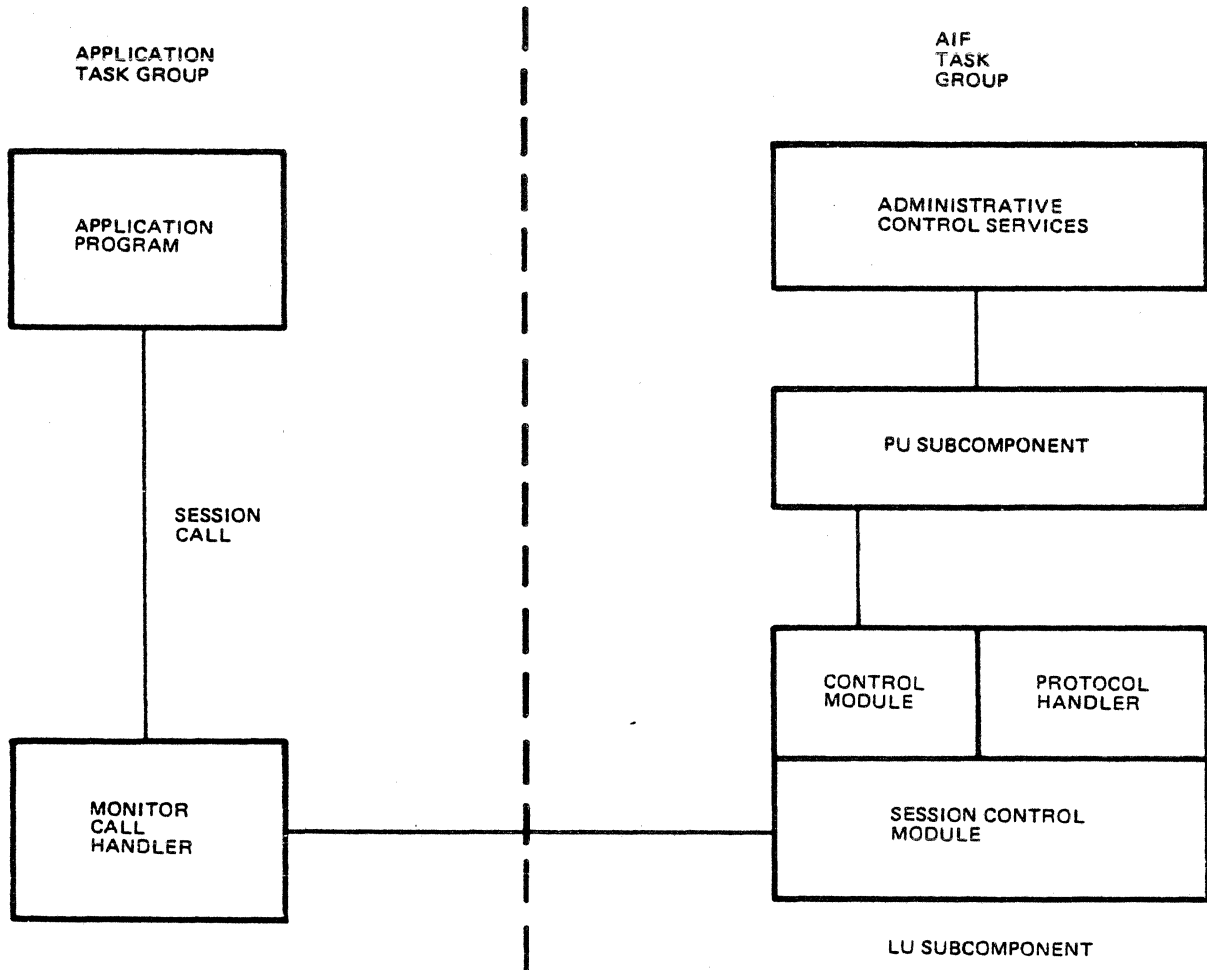 APPLICATION
TASK GROUP
AIF
TASK
GROUP
APPLICATION
PROGRAM
ADMINISTRATIVE
CONTROL SERVICES
PU SUBCOMPONENT
SESSION
CALL
CONTROL
MODULE
PROTOCOL
HANDLER
MONITOR
CALL
HANDLER
SESSION CONTROL
MODULE
LU SUBCOMPONENT